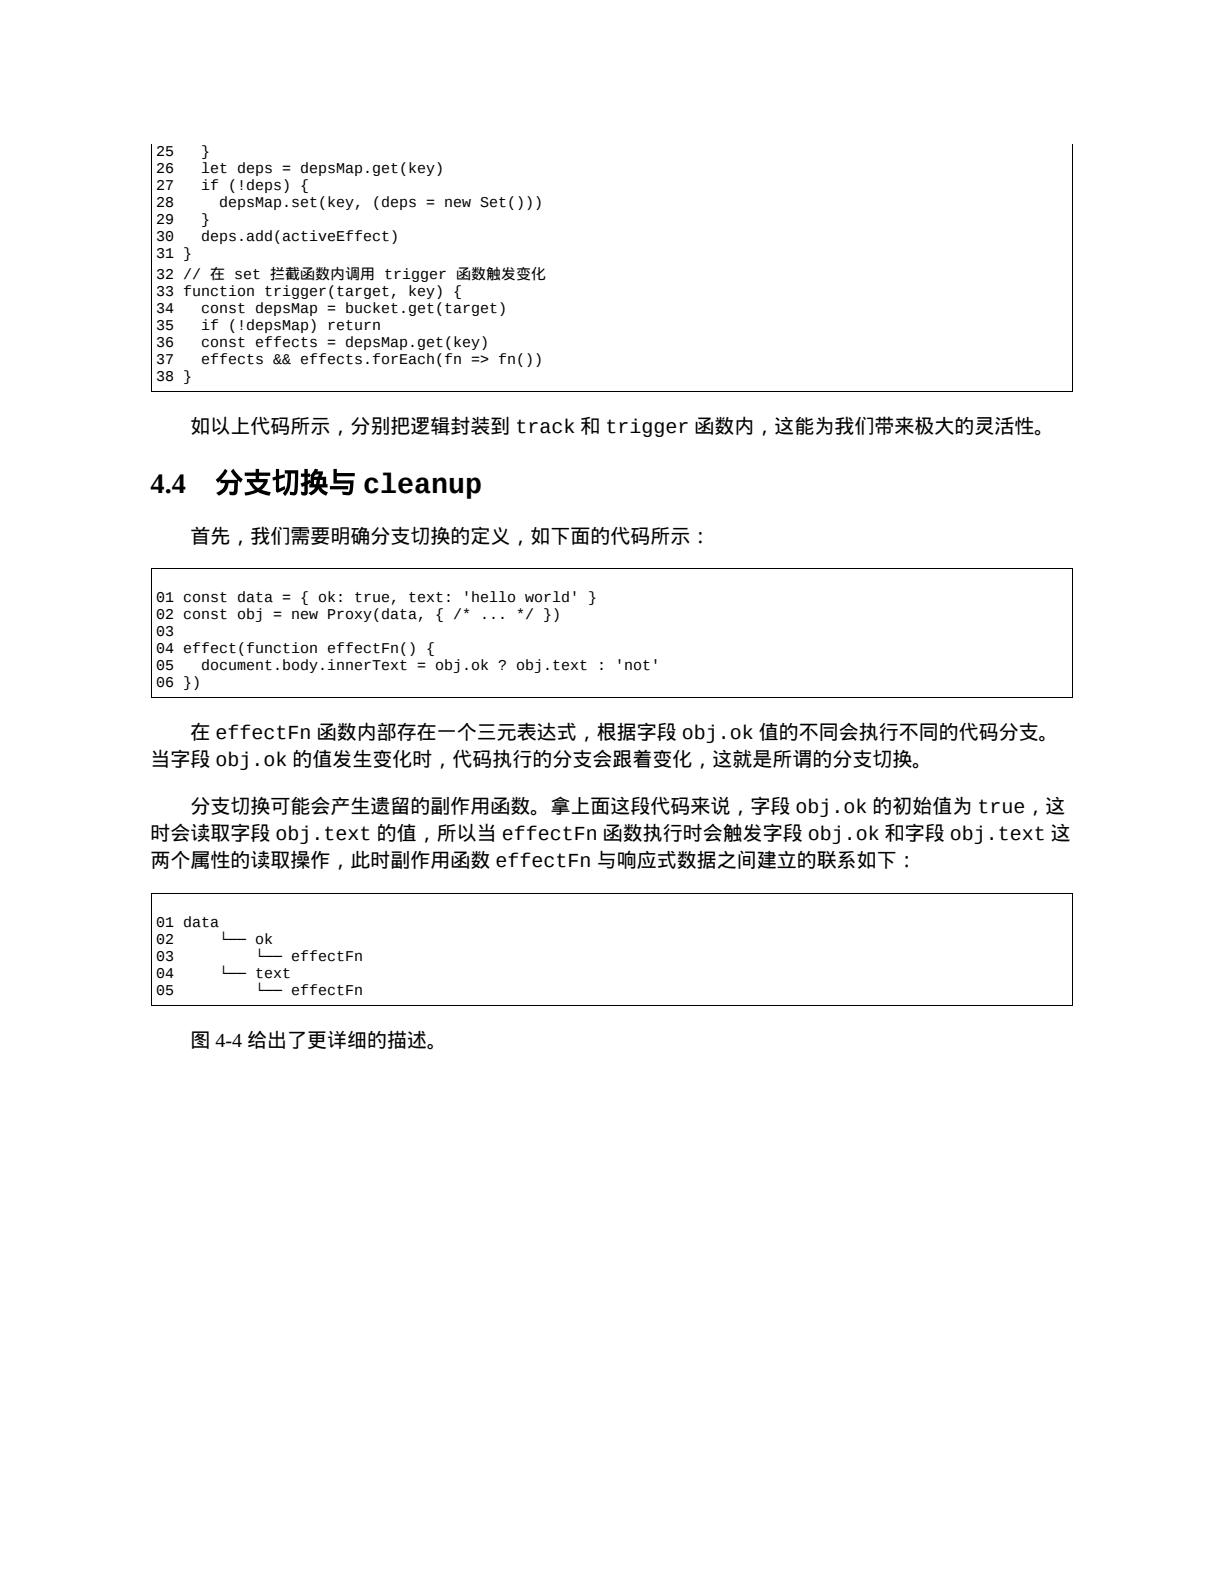 25   }
26   let deps = depsMap.get(key)
27   if (!deps) {
28     depsMap.set(key, (deps = new Set()))
29   }
30   deps.add(activeEffect)
31 }
32 // 在 set 拦截函数内调用 trigger 函数触发变化
33 function trigger(target, key) {
34   const depsMap = bucket.get(target)
35   if (!depsMap) return
36   const effects = depsMap.get(key)
37   effects && effects.forEach(fn => fn())
38 }
如以上代码所示，分别把逻辑封装到 track 和 trigger 函数内，这能为我们带来极大的灵活性。
4.4　分支切换与 cleanup
首先，我们需要明确分支切换的定义，如下面的代码所示：
01 const data = { ok: true, text: 'hello world' }
02 const obj = new Proxy(data, { /* ... */ })
03
04 effect(function effectFn() {
05   document.body.innerText = obj.ok ? obj.text : 'not'
06 })
在 effectFn 函数内部存在一个三元表达式，根据字段 obj.ok 值的不同会执行不同的代码分支。
当字段 obj.ok 的值发生变化时，代码执行的分支会跟着变化，这就是所谓的分支切换。
分支切换可能会产生遗留的副作用函数。拿上面这段代码来说，字段 obj.ok 的初始值为 true，这
时会读取字段 obj.text 的值，所以当 effectFn 函数执行时会触发字段 obj.ok 和字段 obj.text 这
两个属性的读取操作，此时副作用函数 effectFn 与响应式数据之间建立的联系如下：
01 data
02     └── ok
03         └── effectFn
04     └── text
05         └── effectFn
图 4-4 给出了更详细的描述。